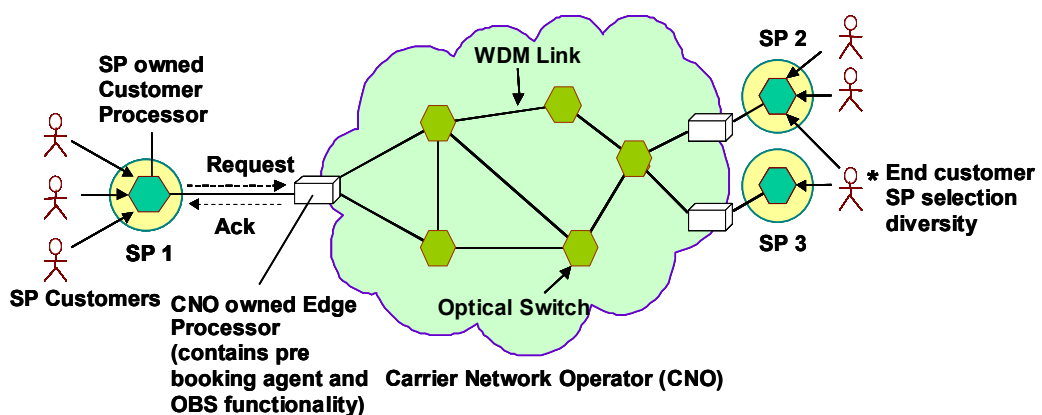 SP owned
Customer
Processor
WDM Link
SP 2
Request
Ack
SP 1
* End customer
SP selection
diversity
SP 3
SP Customers
CNO owned Edge
Processor
(contains pre
booking agent and
OBS functionality)
Optical Switch
Carrier Network Operator (CNO)